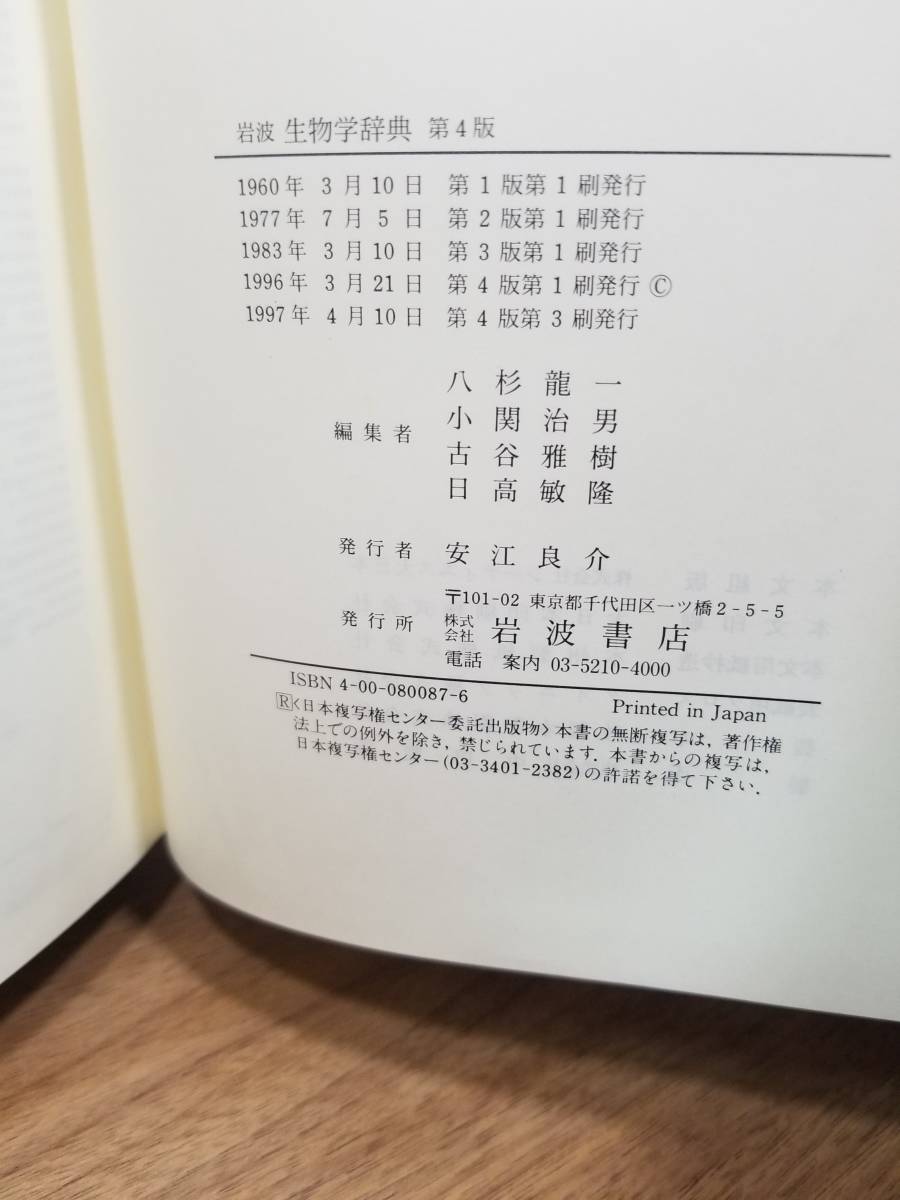 岩波 生物学辞典 第4版
1960年 3月10日 第1版第1刷発行
1977年 7月5日 第2版第1刷発行
1983年 3月10日 第3版第1刷発行
1996年 3月21日 第4版第1刷発行 ©
1997年 4月10日 第4版第3刷発行
八杉龍一
小関治男
編集者
古谷雅樹
日高敏隆
発行者 安江良介
〒101-02 東京都千代田区一ツ橋2-5-5
発行所 株式会社 岩波書店
電話 案内 03-5210-4000
ISBN 4-00-080087-6 Printed in Japan
R〈日本複写権センター委託出版物〉本書の無断複写は,著作権
法上での例外を除き,禁じられています.本書からの複写は,
日本複写権センター(03-3401-2382)の許諾を得て下さい.